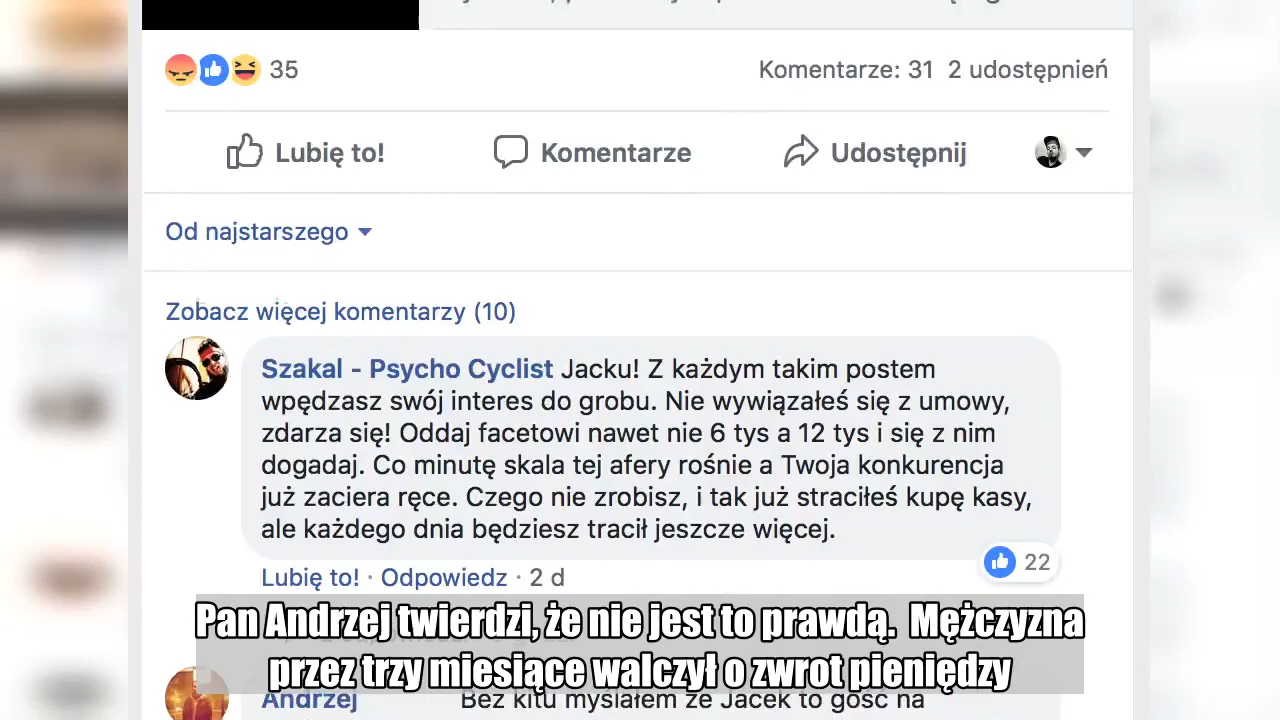 35
Komentarze: 31 2 udostępnień
Lubię to!
Komentarze
Udostępnij
Od najstarszego
Zobacz więcej komentarzy (10)
Szakal - Psycho Cyclist Jacku! Z każdym takim postem
wpędzasz swój interes do grobu. Nie wywiązałeś się z umowy,
zdarza się! Oddaj facetowi nawet nie 6 tys a 12 tys i się z nim
dogadaj. Co minutę skala tej afery rośnie a Twoja konkurencja
już zaciera ręce. Czego nie zrobisz, i tak już straciłeś kupę kasy,
ale każdego dnia będziesz tracił jeszcze więcej.
22
Lubię to! · Odpowiedz · 2 d
Pan Andrzej twierdzi, że nie jest to prawdą. Mężczyzna
przez trzy miesiące walczył o zwrot pieniędzy
Andrzej Bez kitu myślałem że Jacek to gość na